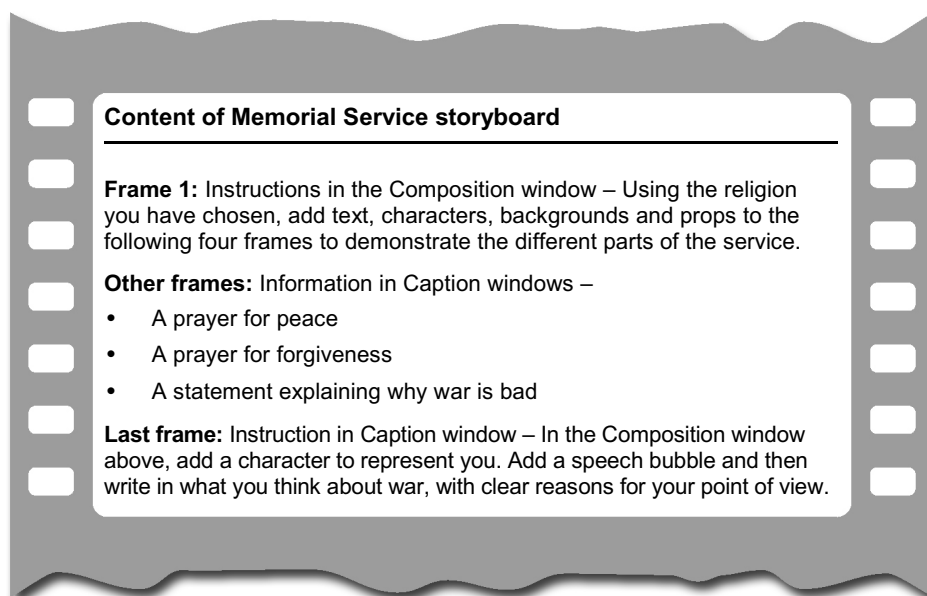 Content of Memorial Service storyboard
Frame 1: Instructions in the Composition window – Using the religion
you have chosen, add text, characters, backgrounds and props to the
following four frames to demonstrate the different parts of the service.
Other frames: Information in Caption windows –
• A prayer for peace
• A prayer for forgiveness
• A statement explaining why war is bad
Last frame: Instruction in Caption window – In the Composition window
above, add a character to represent you. Add a speech bubble and then
write in what you think about war, with clear reasons for your point of view.